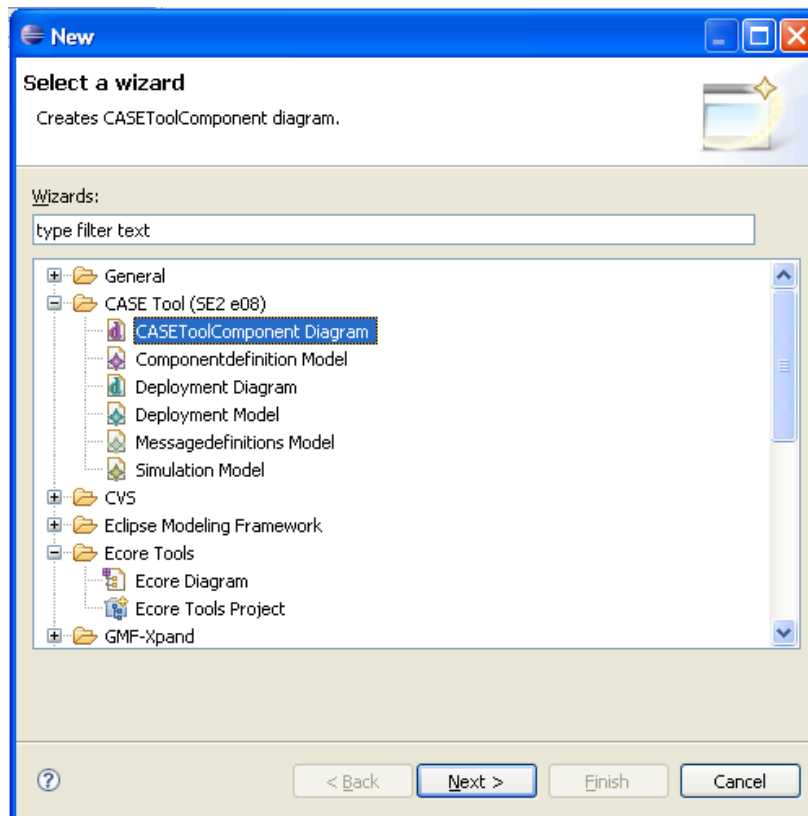 New
Select a wizard
Creates CASEToolComponent diagram.
Wizards:
type filter text
General
CASE Tool (SE2 e08)
CASEToolComponent Diagram
Componentdefinition Model
Deployment Diagram
Deployment Model
Messagedefinitions Model
Simulation Model
CVS
Eclipse Modeling Framework
Ecore Tools
Ecore Diagram
Ecore Tools Project
GMF-Xpand
< Back Next > Finish Cancel